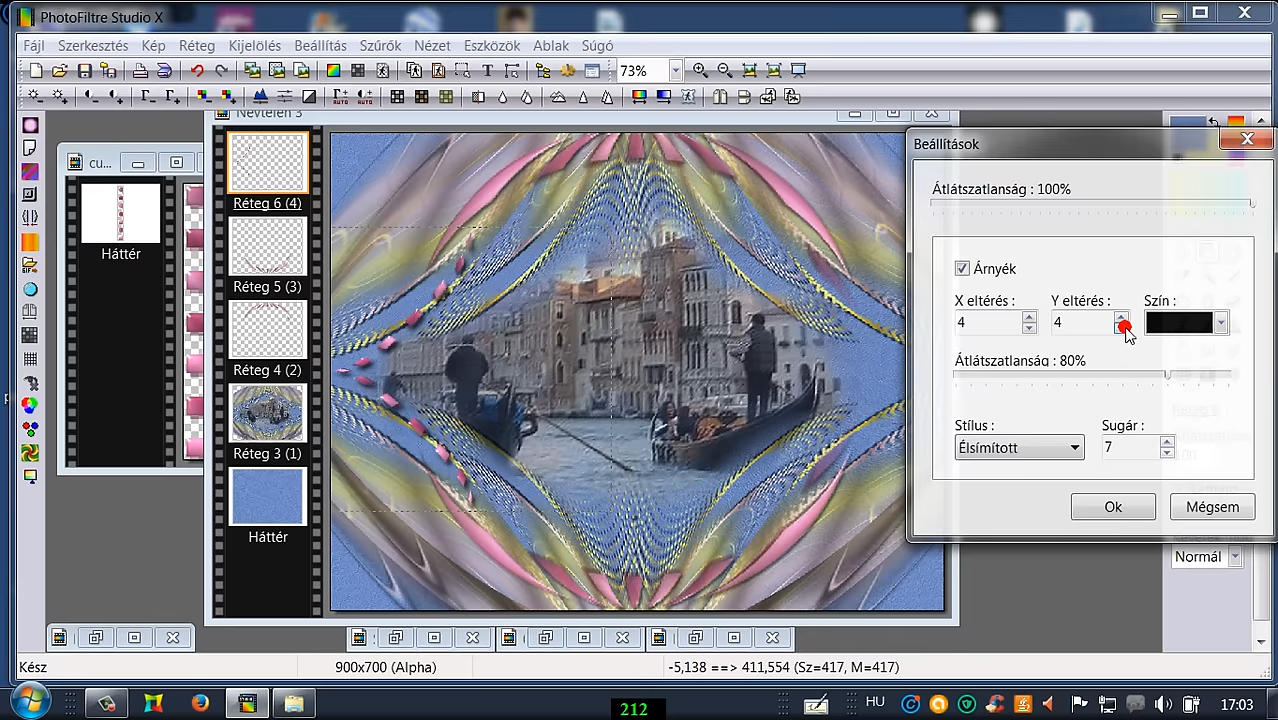 PhotoFiltre Studio X
Fájl Szerkesztés Kép Réteg Kijelölés Beállítás Szűrők Nézet Eszközök Ablak Súgó
73%
Névtelen 3
cu...
Háttér
Réteg 6 (4)
Réteg 5 (3)
Réteg 4 (2)
Réteg 3 (1)
Háttér
Beállítások
Átlátszatlanság : 100%
Árnyék
X eltérés : Y eltérés : Szín :
4 4
Átlátszatlanság : 80%
Stílus : Sugár :
Élsímított 7
Ok Mégsem
Normál
Kész 900x700 (Alpha) -5,138 ==> 411,554 (Sz=417, M=417)
212
HU 17:03